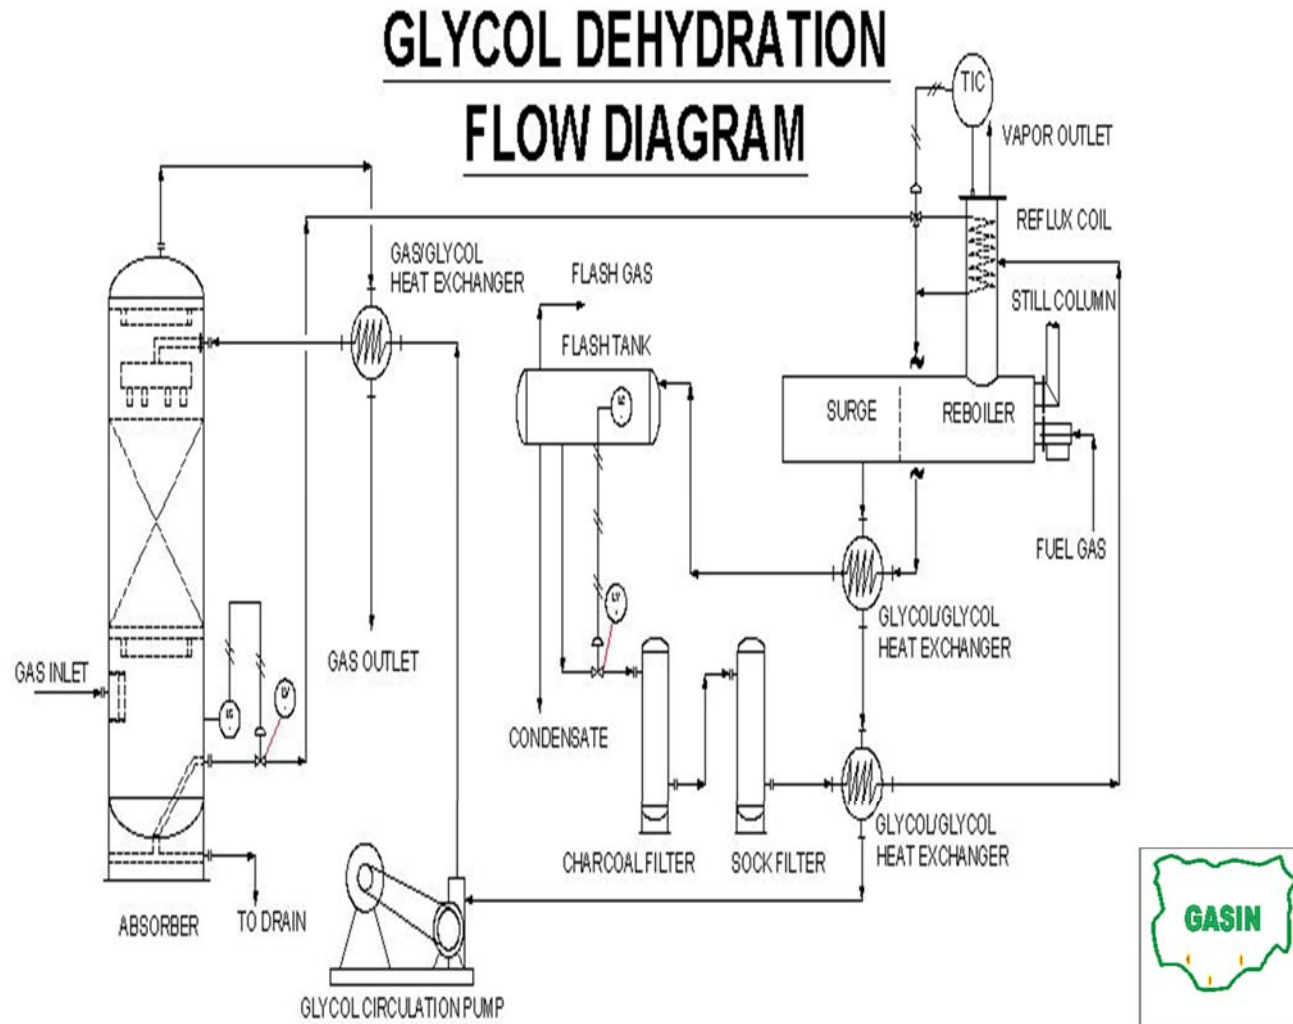 GLYCOL DEHYDRATION
FLOW DIAGRAM
TIC
VAPOR OUTLET
REFLUX COIL
GAS/GLYCOL
HEAT EXCHANGER
FLASH GAS
STILL COLUMN
FLASH TANK
SURGE
REBOILER
FUEL GAS
GLYCOL/GLYCOL
HEAT EXCHANGER
GAS OUTLET
GAS INLET
CONDENSATE
GLYCOL/GLYCOL
HEAT EXCHANGER
CHARCOAL FILTER
SOCK FILTER
ABSORBER
TO DRAIN
GLYCOL CIRCULATION PUMP
GASIN